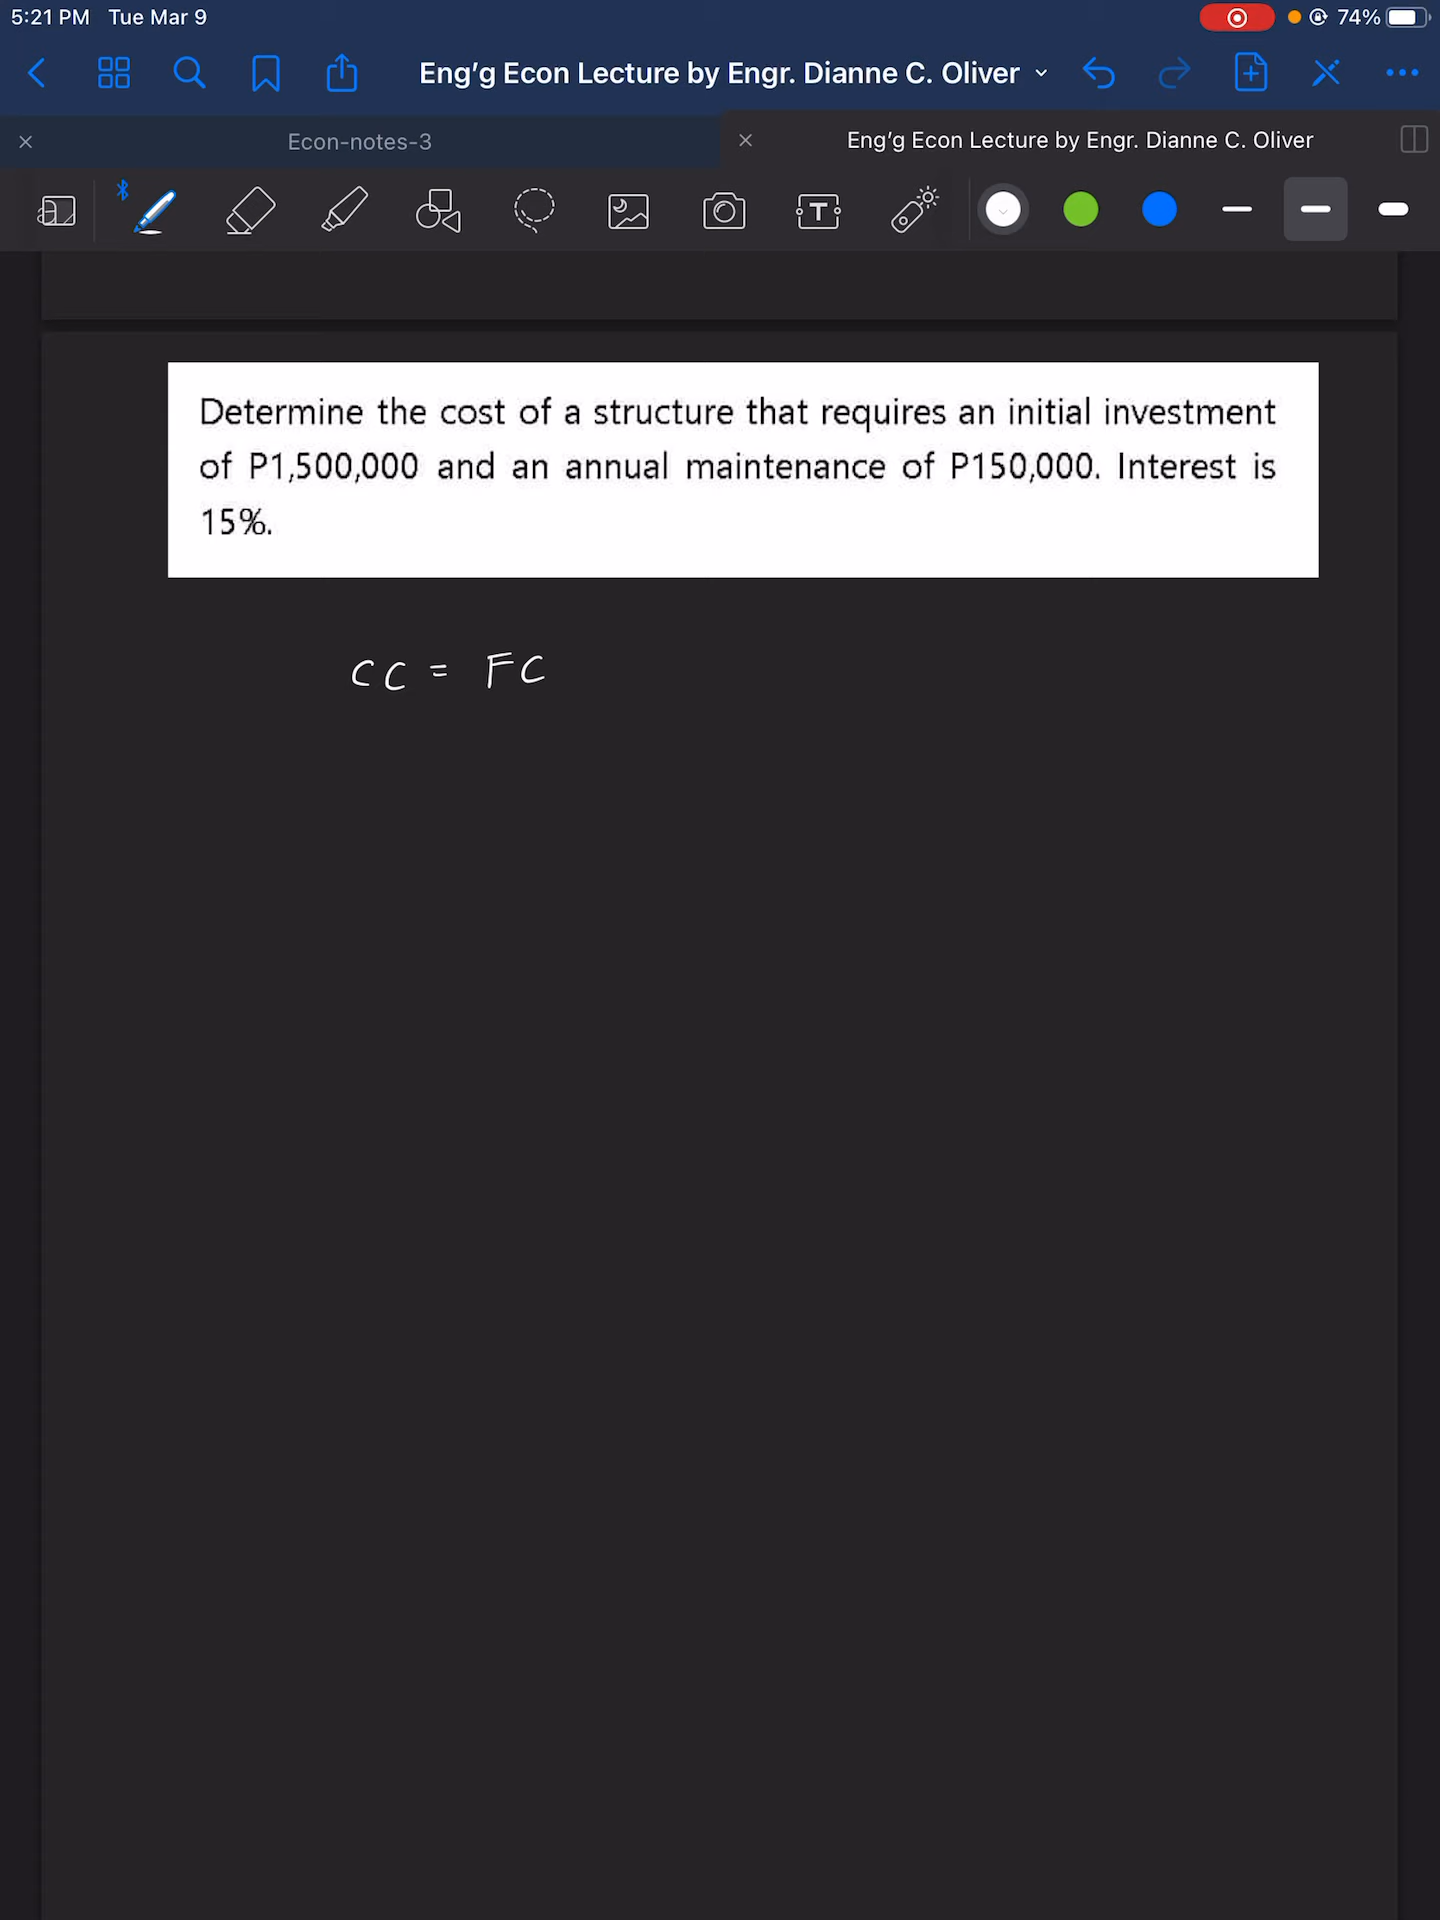 5:21 PM Tue Mar 9 74%
Eng'g Econ Lecture by Engr. Dianne C. Oliver
Econ-notes-3
Eng'g Econ Lecture by Engr. Dianne C. Oliver
Determine the cost of a structure that requires an initial investment
of P1,500,000 and an annual maintenance of P150,000. Interest is
15%.
CC = FC